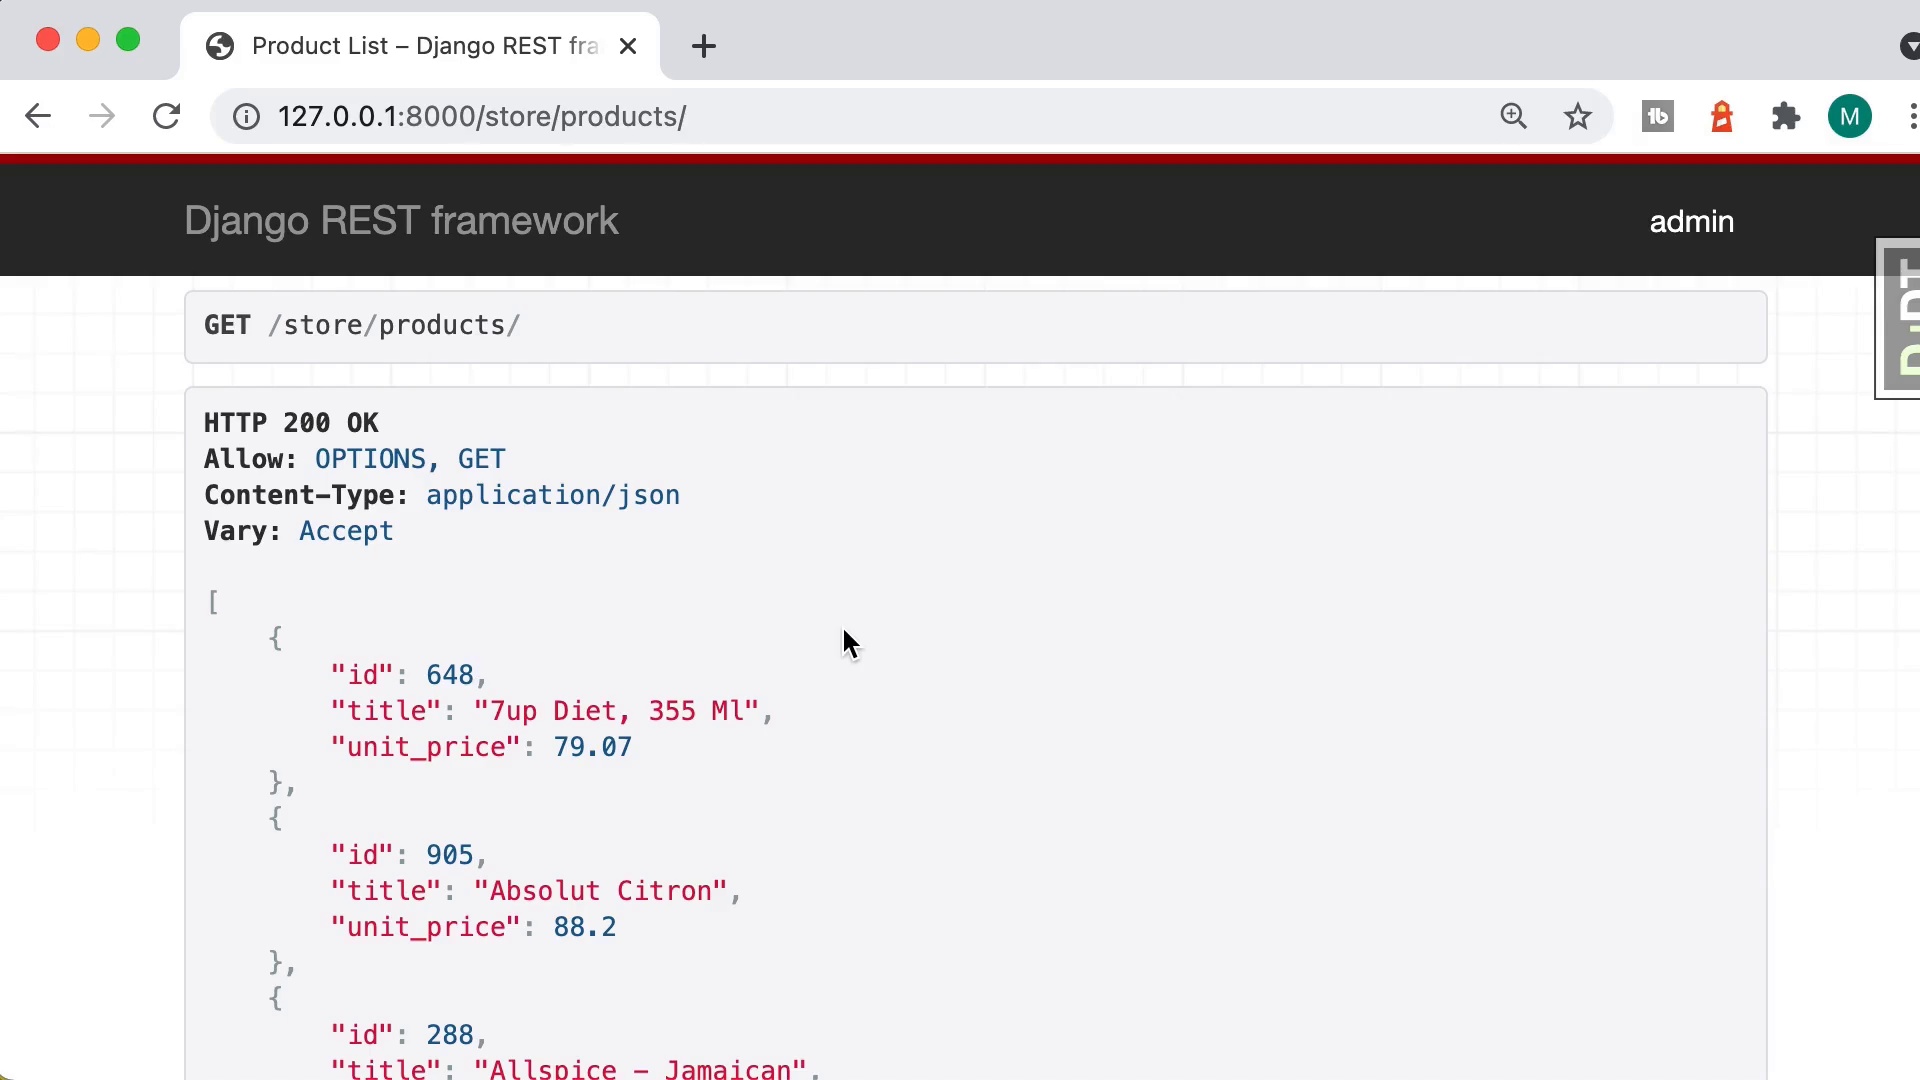 Product List – Django REST fra
127.0.0.1:8000/store/products/
M
Django REST framework
admin
GET /store/products/
HTTP 200 OK
Allow: OPTIONS, GET
Content-Type: application/json
Vary: Accept
[
{
"id": 648,
"title": "7up Diet, 355 Ml",
"unit_price": 79.07
},
{
"id": 905,
"title": "Absolut Citron",
"unit_price": 88.2
},
{
"id": 288,
"title": "Allspice - Jamaican",